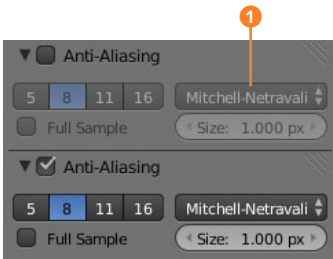 1
Anti-Aliasing
5 8 11 16 Mitchell-Netravali
Full Sample Size: 1.000 px
Anti-Aliasing
5 8 11 16 Mitchell-Netravali
Full Sample Size: 1.000 px